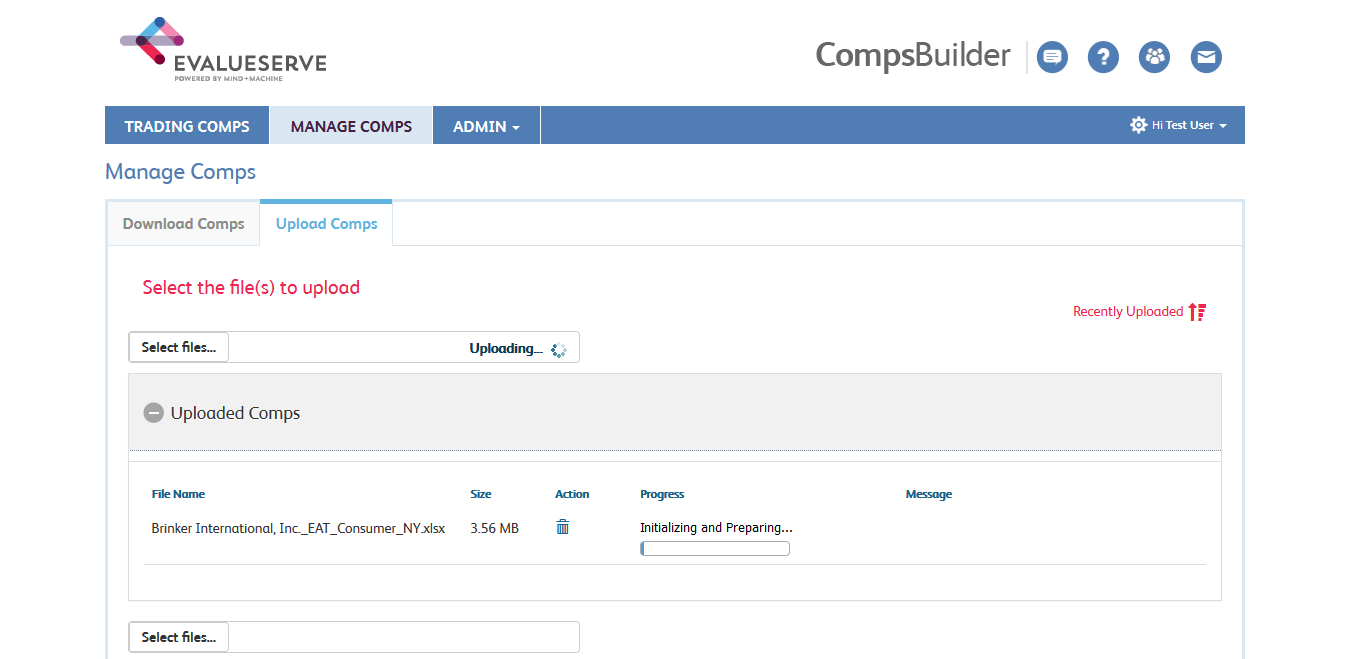 EVALUESERVE
POWERED BY MIND+MACHINE
CompsBuilder
?
TRADING COMPS MANAGE COMPS ADMIN Hi Test User
Manage Comps
Download Comps Upload Comps
Select the file(s) to upload
Recently Uploaded
Select files... Uploading...
Uploaded Comps
File Name Size Action Progress Message
Brinker International, Inc._EAT_Consumer_NY.xlsx 3.56 MB Initializing and Preparing...
Select files...